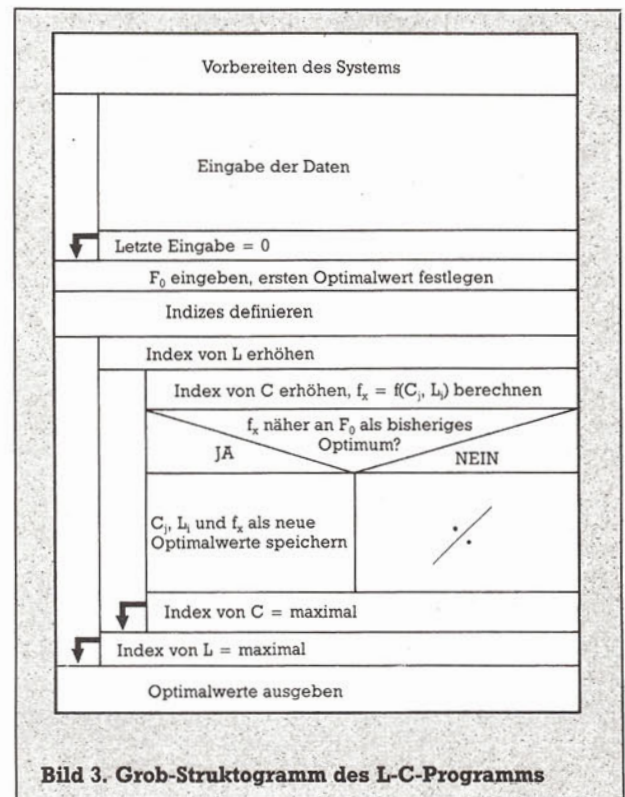 Vorbereiten des Systems
Eingabe der Daten
Letzte Eingabe = 0
F₀ eingeben, ersten Optimalwert festlegen
Indizes definieren
Index von L erhöhen
Index von C erhöhen, fₓ = f(Cⱼ, Lᵢ) berechnen
fₓ näher an F₀ als bisheriges
Optimum?
JA
NEIN
Cⱼ, Lᵢ und fₓ als neue
Optimalwerte speichern
Index von C = maximal
Index von L = maximal
Optimalwerte ausgeben
Bild 3. Grob-Struktogramm des L-C-Programms